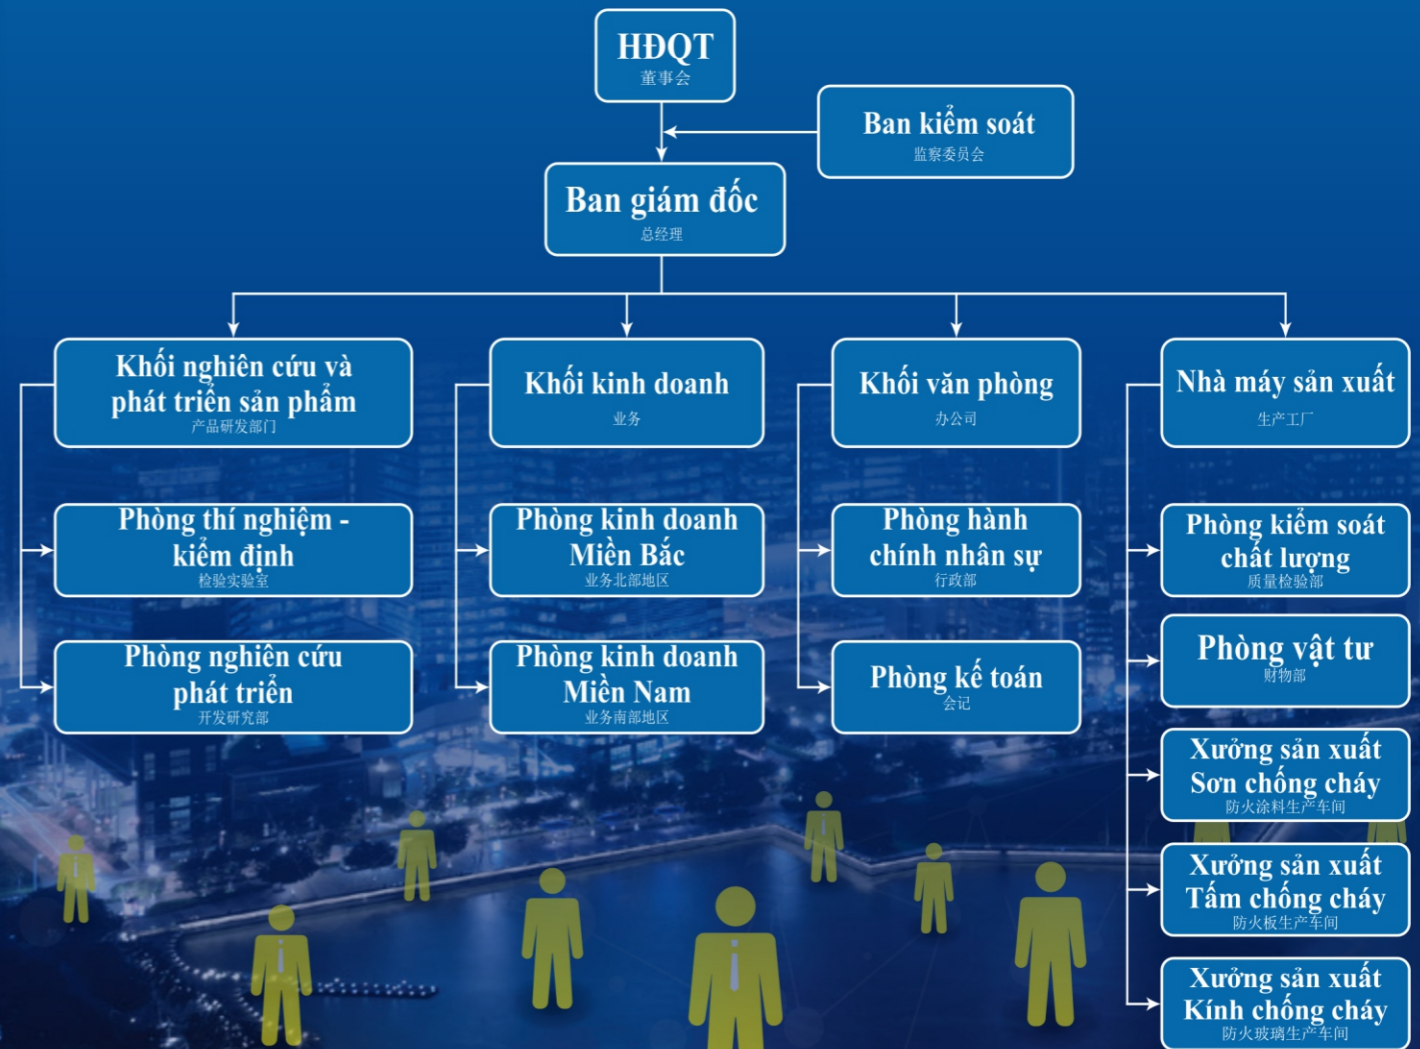 HĐQT
董事会
Ban kiểm soát
监察委员会
Ban giám đốc
总经理
Khối nghiên cứu và
phát triển sản phẩm
产品研发部门
Khối kinh doanh
业务
Khối văn phòng
办公司
Nhà máy sản xuất
生产工厂
Phòng thí nghiệm -
kiểm định
检验实验室
Phòng kinh doanh
Miền Bắc
业务北部地区
Phòng hành
chính nhân sự
行政部
Phòng kiểm soát
chất lượng
质量检验部
Phòng nghiên cứu
phát triển
开发研究部
Phòng kinh doanh
Miền Nam
业务南部地区
Phòng kế toán
会记
Phòng vật tư
财物部
Xưởng sản xuất
Sơn chống cháy
防火涂料生产车间
Xưởng sản xuất
Tấm chống cháy
防火板生产车间
Xưởng sản xuất
Kính chống cháy
防火玻璃生产车间